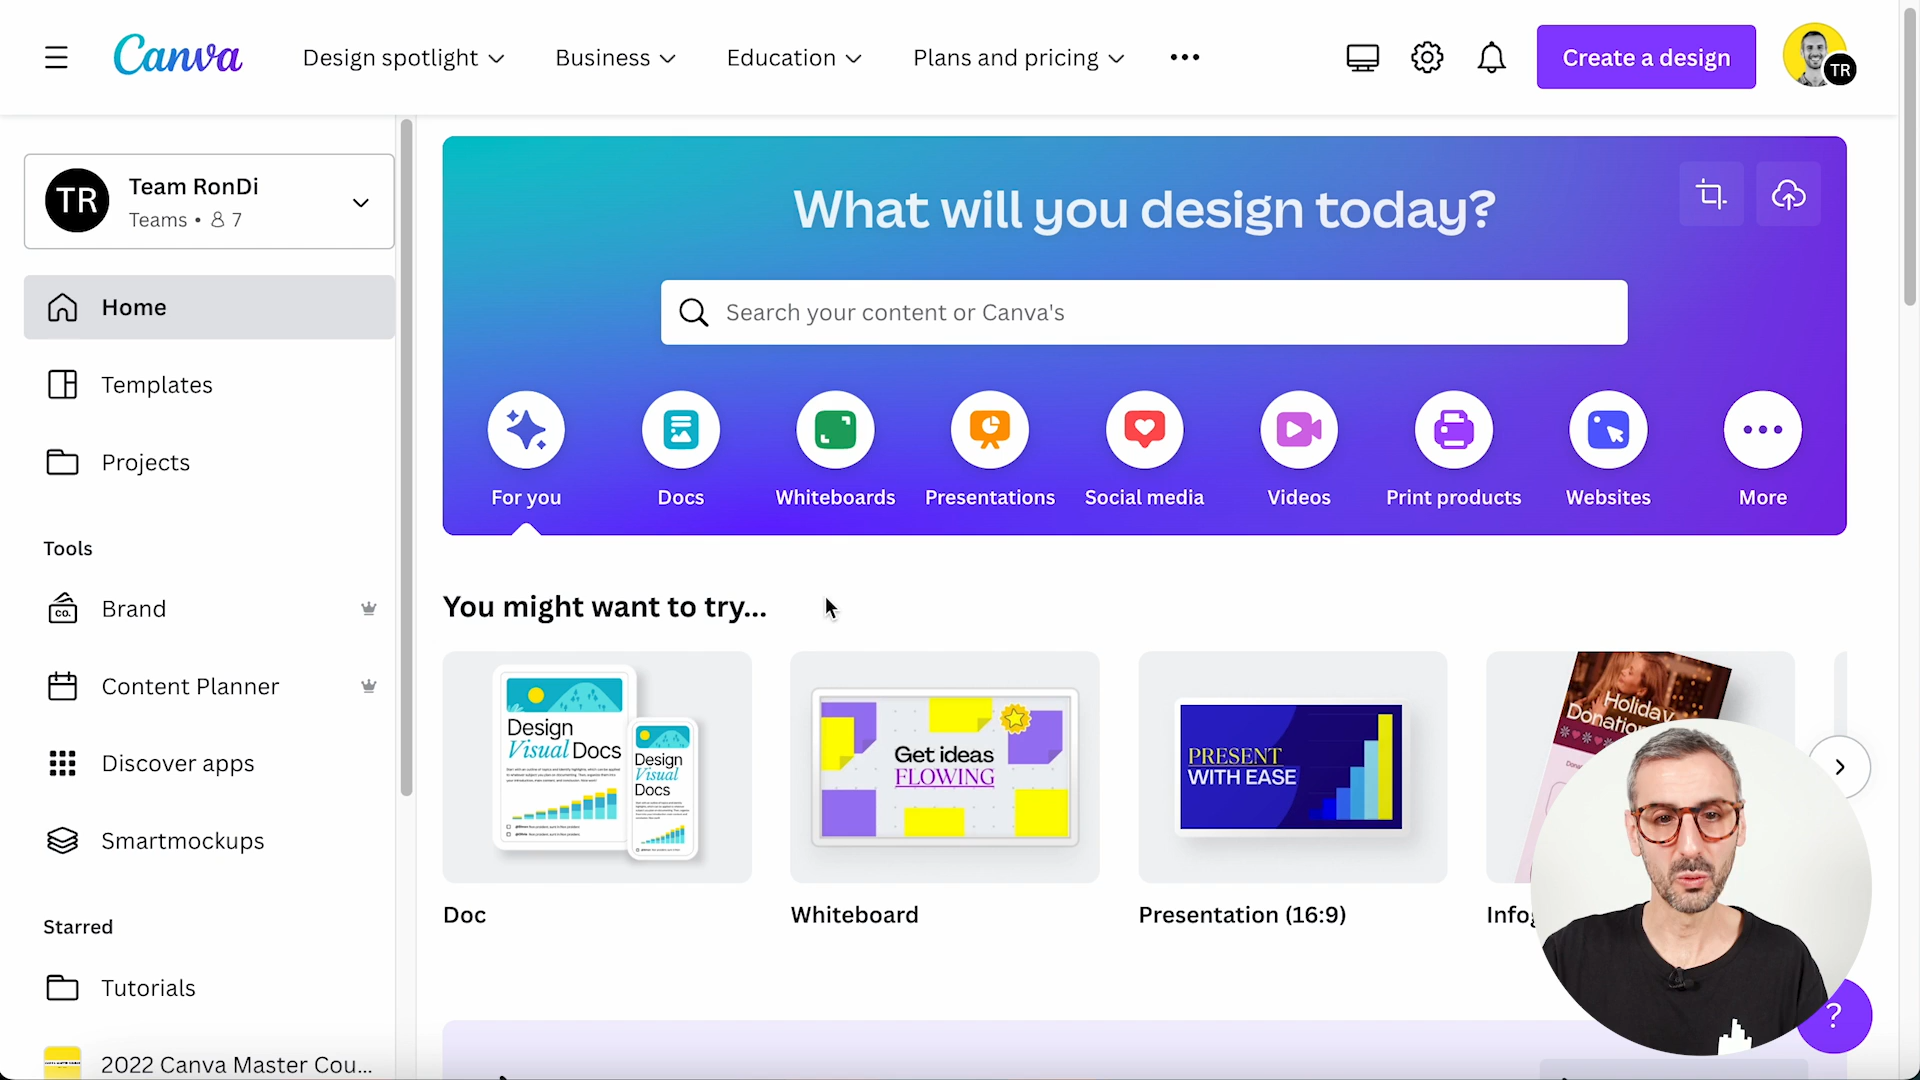 Canva
Design spotlight
Business
Education
Plans and pricing
Create a design
TR
TR
Team RonDi
Teams • 7
Home
Templates
Projects
Tools
co.
Brand
Content Planner
Discover apps
Smartmockups
Starred
Tutorials
2022 Canva Master Cou...
What will you design today?
Search your content or Canva's
For you
Docs
Whiteboards
Presentations
Social media
Videos
Print products
Websites
More
You might want to try...
Design
Visual Docs
Design
Visual
Docs
Get ideas
FLOWING
PRESENT
WITH EASE
Holiday
Donation
Doc
Whiteboard
Presentation (16:9)
Infog
?